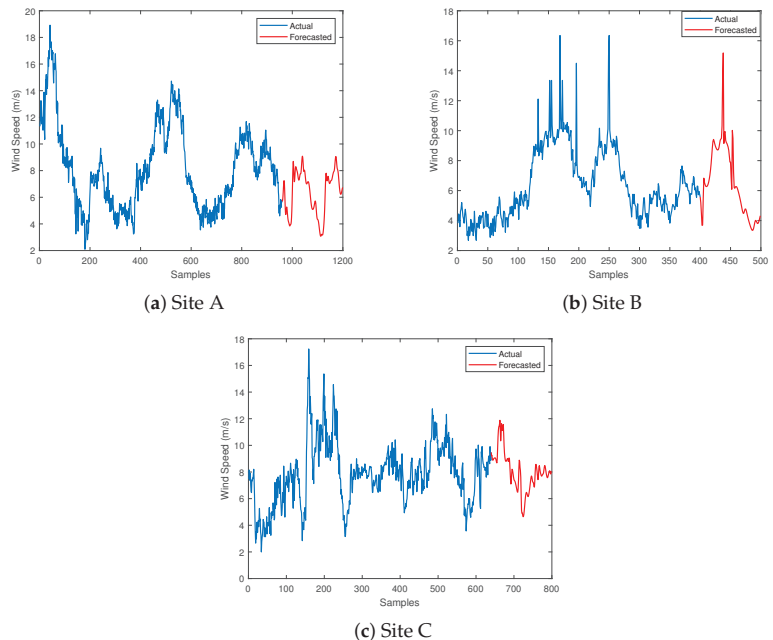 20
18
16
14
12
10
8
6
4
2
Wind Speed (m/s)
0 200 400 600 800 1000 1200
Samples
Actual
Forecasted
(a) Site A
18
16
14
12
10
8
6
4
2
Wind Speed (m/s)
0 50 100 150 200 250 300 350 400 450 500
Samples
Actual
Forecasted
(b) Site B
18
16
14
12
10
8
6
4
2
0
Wind Speed (m/s)
0 100 200 300 400 500 600 700 800
Samples
Actual
Forecasted
(c) Site C